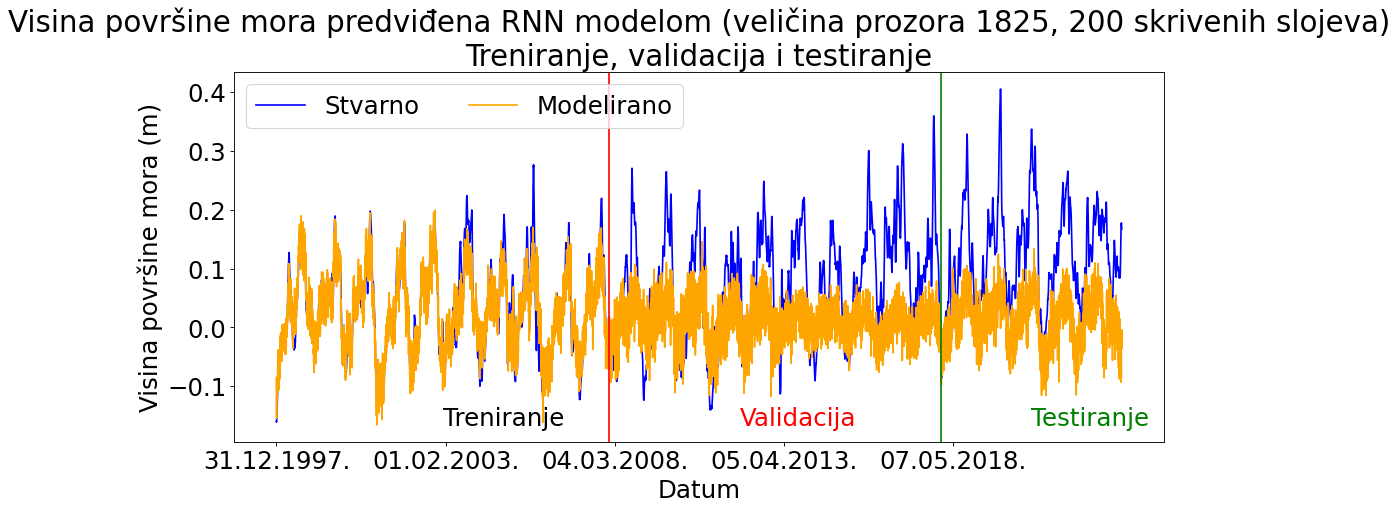 Visina površine mora predviđena RNN modelom (veličina prozora 1825, 200 skrivenih slojeva)
Treniranje, validacija i testiranje
Stvarno
Modelirano
Visina površine mora (m)
0.4
0.3
0.2
0.1
0.0
−0.1
Treniranje
Validacija
Testiranje
31.12.1997.
01.02.2003.
04.03.2008.
05.04.2013.
07.05.2018.
Datum